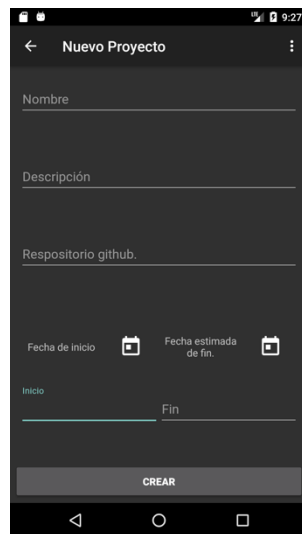 9:27
Nuevo Proyecto
Nombre
Descripción
Respositorio github.
Fecha de inicio
Fecha estimada
de fin.
Inicio
Fin
CREAR